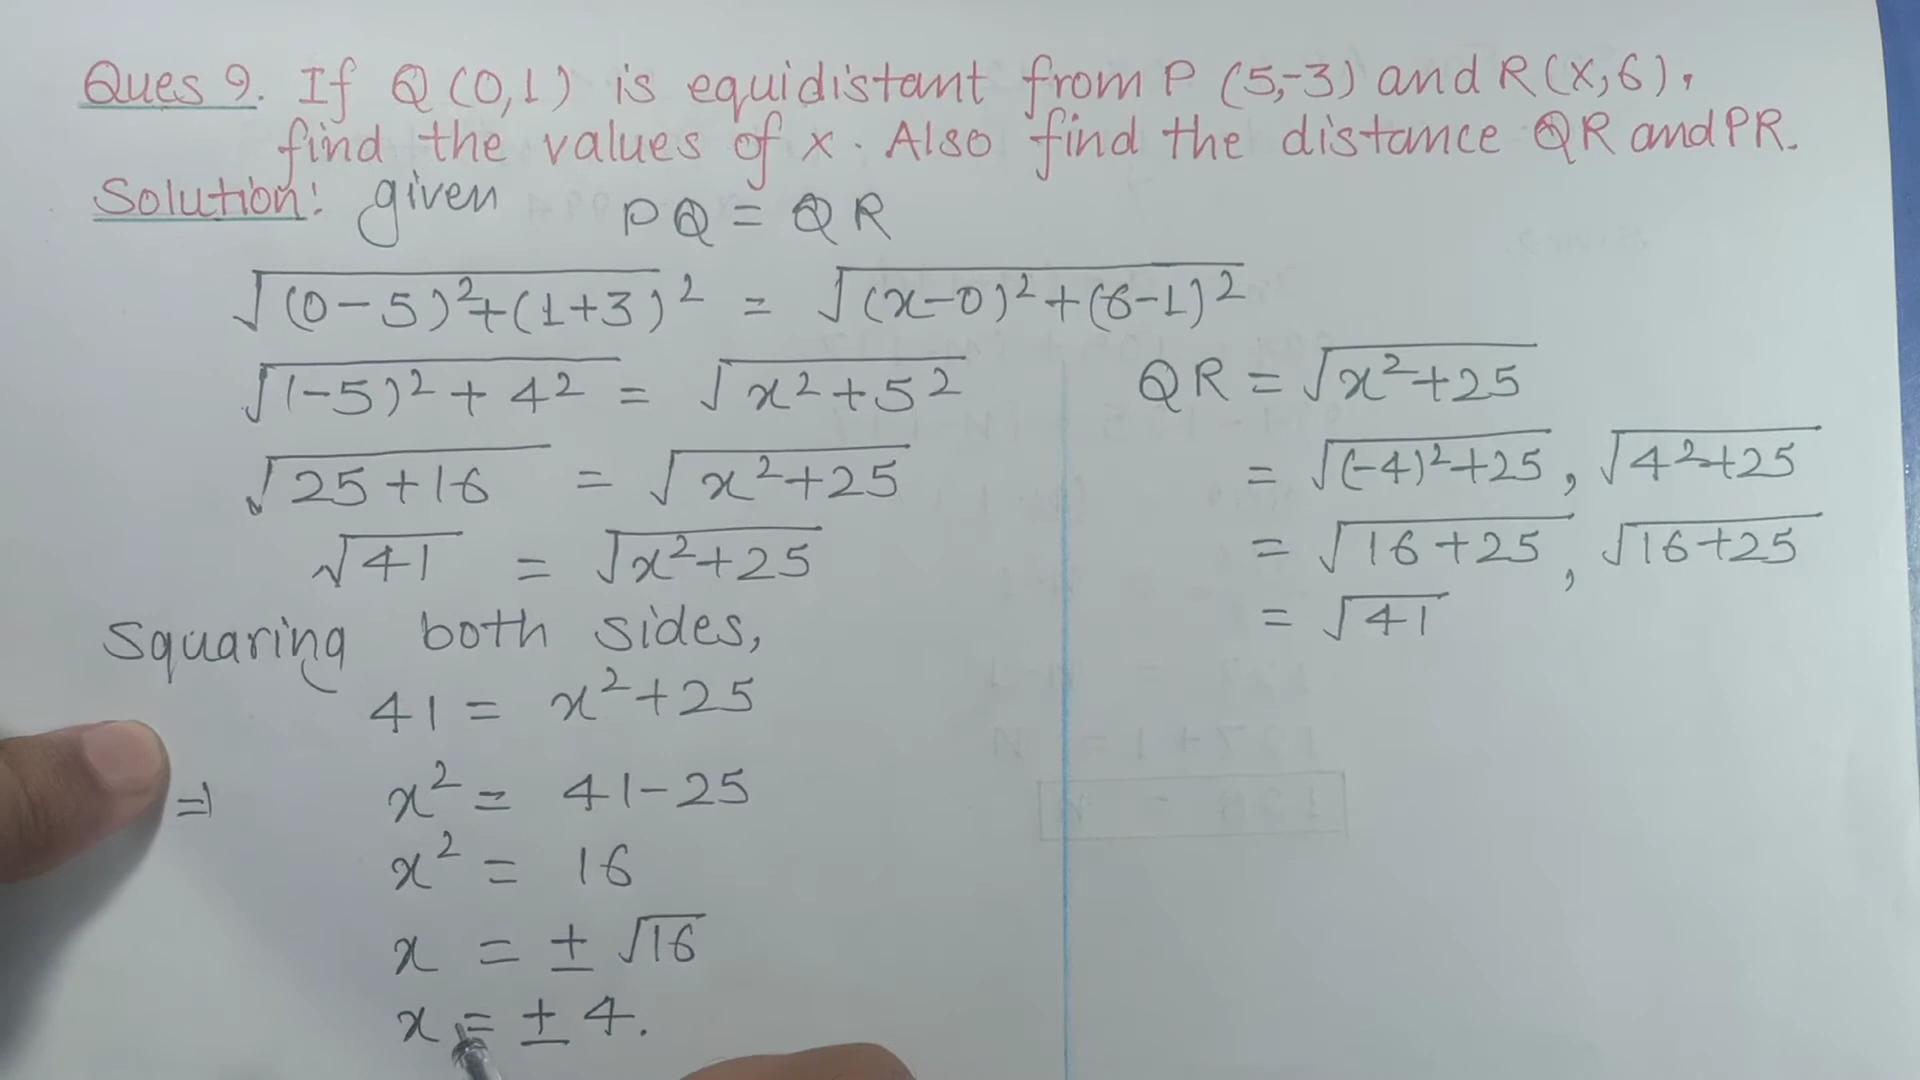 Ques 9. If Q (0,1) is equidistant from P (5,-3) and R(x,6),
find the values of x. Also find the distance QR and PR.
Solution: given PQ = QR
√(0-5)²+(1+3)² = √(x-0)²+(6-1)²
√(-5)² + 4² = √x²+5²
√25+16 = √x²+25
√41 = √x²+25
Squaring both sides,
41 = x²+25
⇒ x² = 41-25
x² = 16
x = ± √16
x = ± 4.
QR = √x²+25
= √(-4)²+25, √4²+25
= √16+25, √16+25
= √41